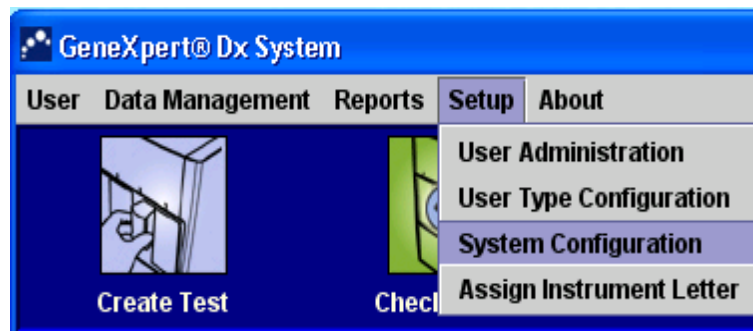 GeneXpert® Dx System
User Data Management Reports Setup About
User Administration
User Type Configuration
System Configuration
Assign Instrument Letter
Create Test